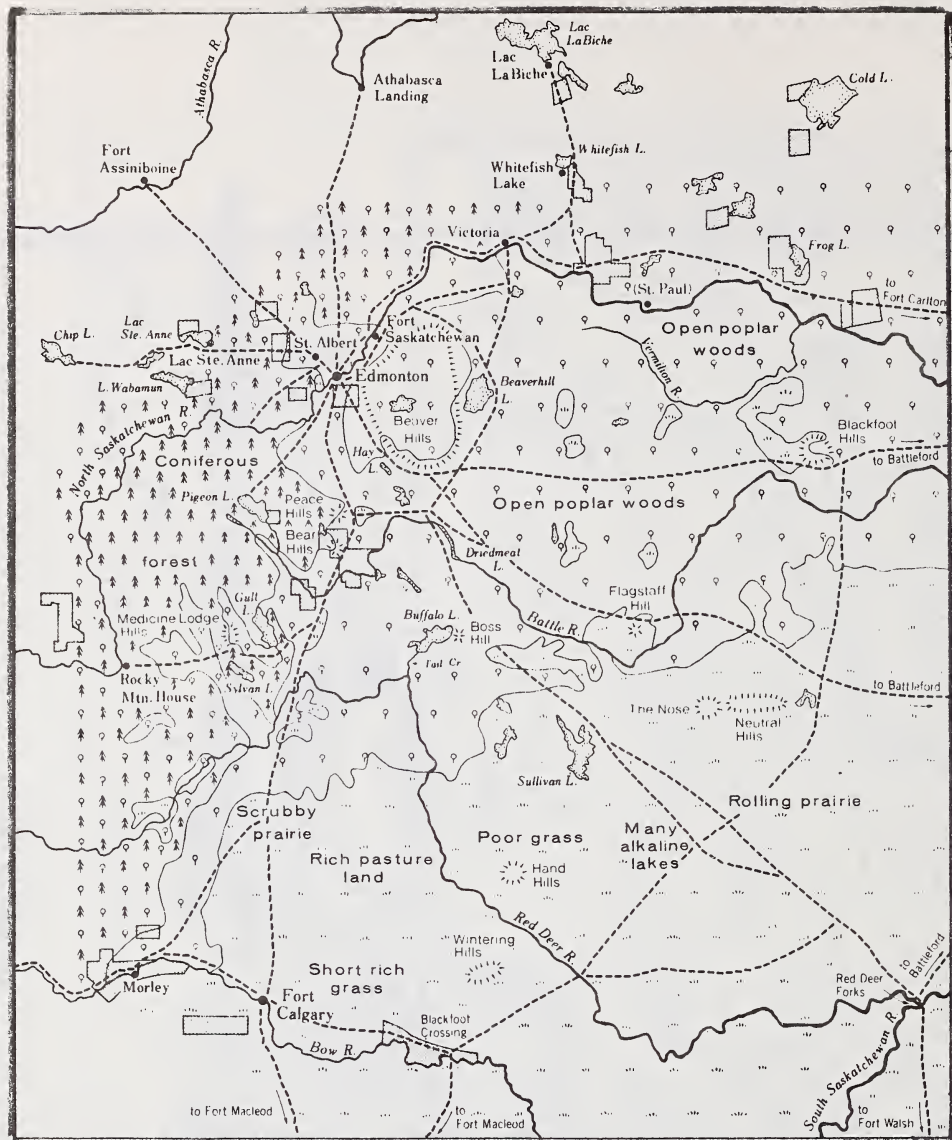 Athabasca R.
Athabasca
Landing
Lac
LaBiche
Lac
La Biche
Cold L.
Fort
Assiniboine
Whitefish L.
Whitefish
Lake
Victoria
Frog L.
(St. Paul)
to
Fort Carlton
Chip L.
Lac
Ste. Anne
Lac Ste. Anne
St. Albert
Fort
Saskatchewan
Open poplar
woods
Vermilion R.
L. Wabamun
Edmonton
Beaverhill
L.
Beaver
Hills
Blackfoot
Hills
to Battleford
North Saskatchewan R.
Hay
L.
Coniferous
forest
Pigeon L.
Peace
Hills
Bear
Hills
Open poplar woods
Driedmeat
L.
Gull
L.
Medicine Lodge
Hills
Buffalo L.
Boss
Hill
Battle R.
Flagstaff
Hill
Tail Cr
Rocky
Mtn. House
Sylvan L.
to Battleford
The Nose
Neutral
Hills
Sullivan L.
Scrubby
prairie
Rolling prairie
Poor grass
Many
alkaline
lakes
Rich pasture
land
Hand
Hills
Red Deer R.
Wintering
Hills
Morley
Short rich
grass
Fort
Calgary
Blackfoot
Crossing
Bow R.
Red Deer
Forks
to
Battleford
South Saskatchewan R.
to Fort Macleod
to
Fort Macleod
to
Fort Walsh